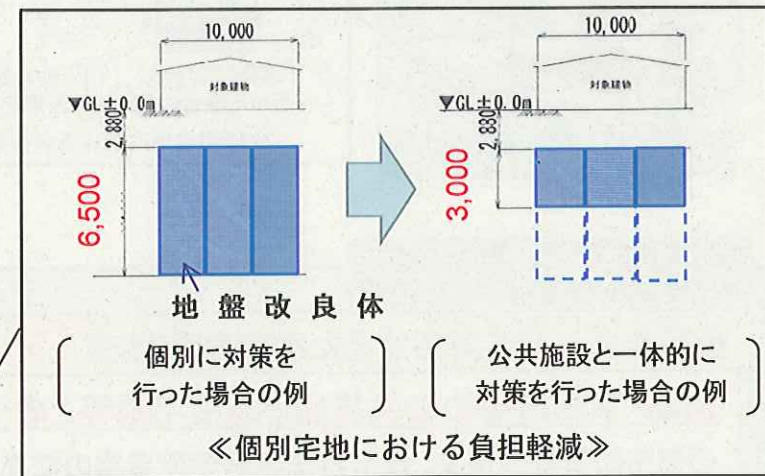 10,000
対象建物
▼GL±0.0m
2,880
6,500
地盤改良体
個別に対策を
行った場合の例
10,000
対象建物
▼GL±0.0m
2,880
3,000
公共施設と一体的に
対策を行った場合の例
≪個別宅地における負担軽減≫